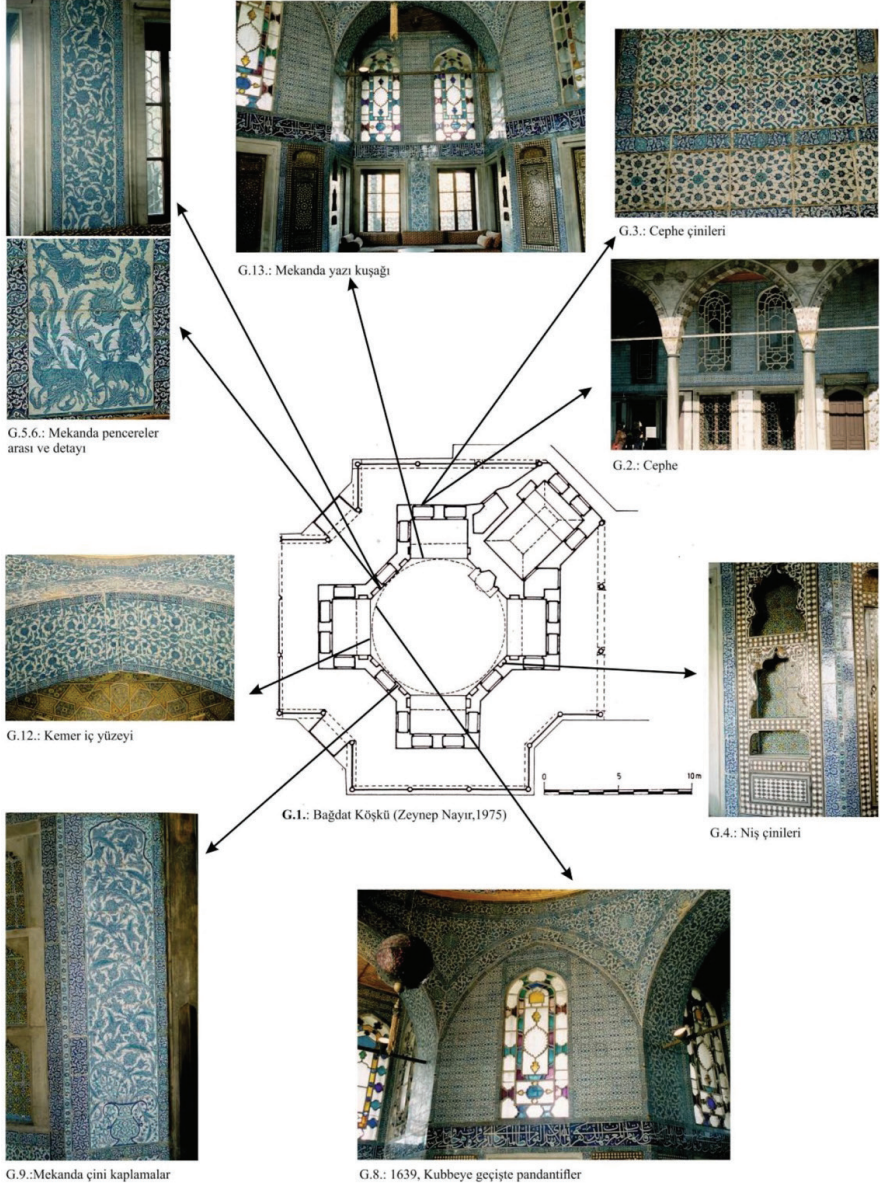 G.13.: Mekanda yazı kuşağı
G.3.: Cephe çinileri
G.5.6.: Mekanda pencereler
arası ve detayı
G.2.: Cephe
G.12.: Kemer iç yüzeyi
0 5 10m
G.1.: Bağdat Köşkü (Zeynep Nayır,1975)
G.4.: Niş çinileri
G.9.:Mekanda çini kaplamalar
G.8.: 1639, Kubbeye geçişte pandantifler